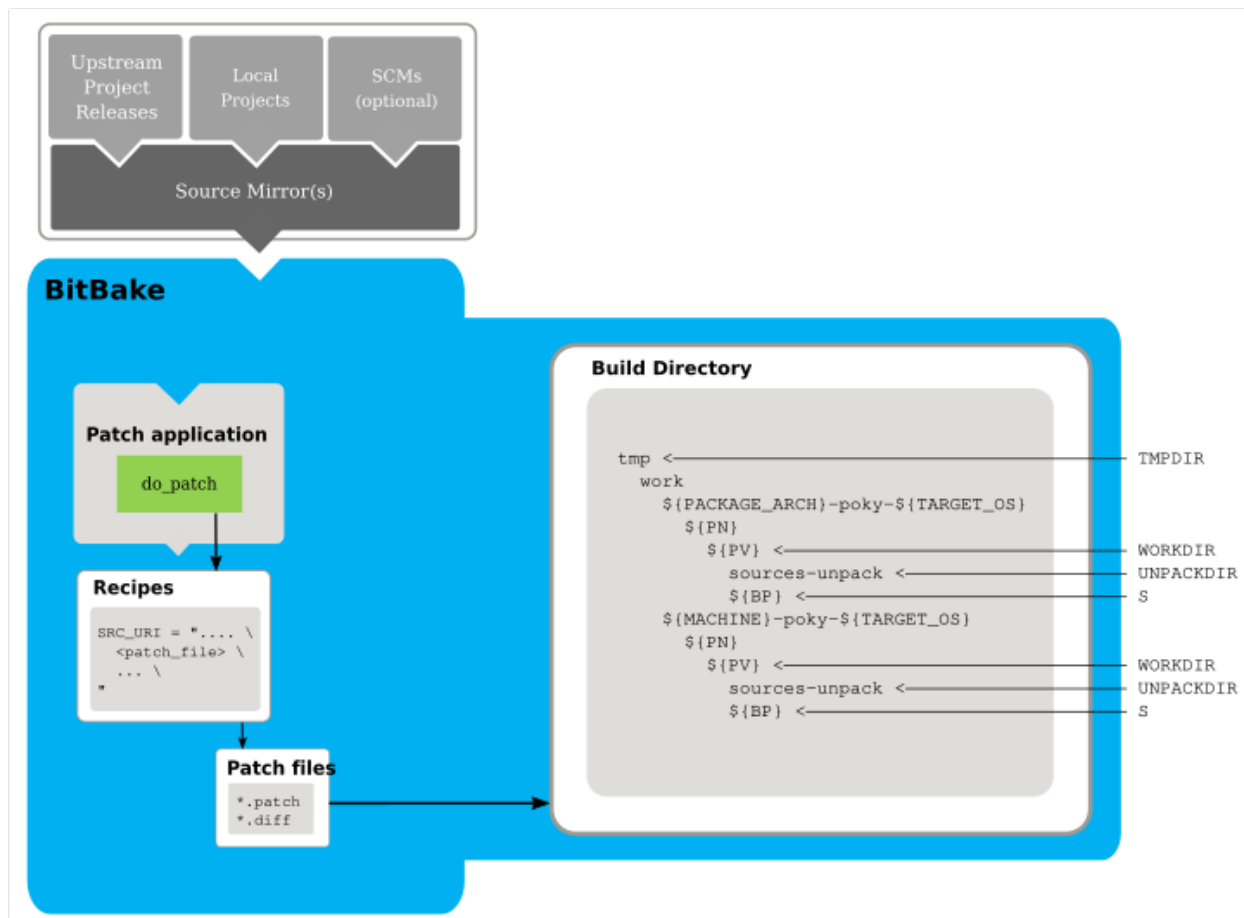 Upstream
Project
Releases
Local
Projects
SCMs
(optional)
Source Mirror(s)
BitBake
Patch application
do_patch
Recipes
SRC_URI = ".... \
<patch_file> \
... \
"
Patch files
*.patch
*.diff
Build Directory
tmp <
TMPDIR
work
${PACKAGE_ARCH}-poky-${TARGET_OS}
${PN}
${PV} <
WORKDIR
sources-unpack <
UNPACKDIR
${BP} <
S
${MACHINE}-poky-${TARGET_OS}
${PN}
${PV} <
WORKDIR
sources-unpack <
UNPACKDIR
${BP} <
S